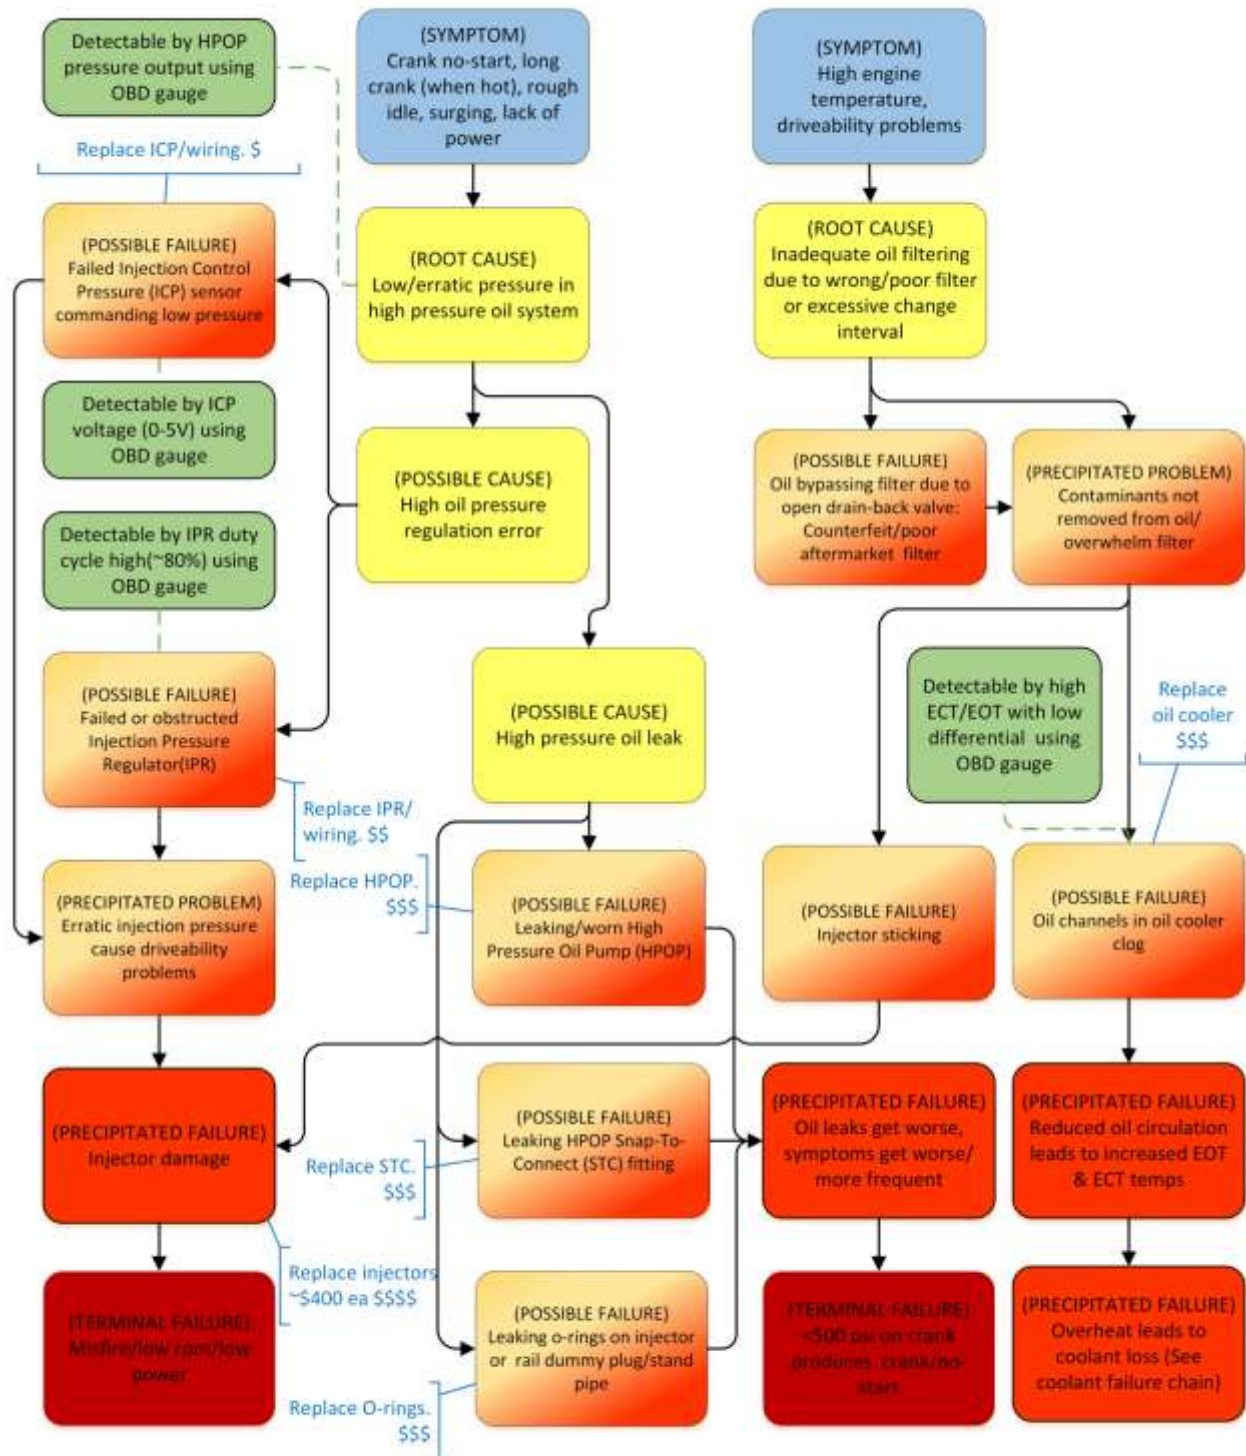 Detectable by HPOP
pressure output using
OBD gauge
(SYMPTOM)
Crank no-start, long
crank (when hot), rough
idle, surging, lack of
power
(SYMPTOM)
High engine
temperature,
driveability problems
Replace ICP/wiring. $
(POSSIBLE FAILURE)
Failed Injection Control
Pressure (ICP) sensor
commanding low pressure
(ROOT CAUSE)
Low/erratic pressure in
high pressure oil system
(ROOT CAUSE)
Inadequate oil filtering
due to wrong/poor filter
or excessive change
interval
Detectable by ICP
voltage (0-5V) using
OBD gauge
(POSSIBLE CAUSE)
High oil pressure
regulation error
(POSSIBLE FAILURE)
Oil bypassing filter due to
open drain-back valve:
Counterfeit/poor
aftermarket filter
(PRECIPITATED PROBLEM)
Contaminants not
removed from oil/
overwhelm filter
Detectable by IPR duty
cycle high(~80%) using
OBD gauge
(POSSIBLE FAILURE)
Failed or obstructed
Injection Pressure
Regulator(IPR)
(POSSIBLE CAUSE)
High pressure oil leak
Detectable by high
ECT/EOT with low
differential using
OBD gauge
Replace
oil cooler
$$$
Replace IPR/
wiring. $$
(PRECIPITATED PROBLEM)
Erratic injection pressure
cause driveability
problems
Replace HPOP.
$$$
(POSSIBLE FAILURE)
Leaking/worn High
Pressure Oil Pump (HPOP)
(POSSIBLE FAILURE)
Injector sticking
(POSSIBLE FAILURE)
Oil channels in oil cooler
clog
(PRECIPITATED FAILURE)
Injector damage
Replace STC.
$$$
(POSSIBLE FAILURE)
Leaking HPOP Snap-To-
Connect (STC) fitting
(PRECIPITATED FAILURE)
Oil leaks get worse,
symptoms get worse/
more frequent
(PRECIPITATED FAILURE)
Reduced oil circulation
leads to increased EOT
& ECT temps
Replace injectors
~$400 ea $$$$
(TERMINAL FAILURE)
Misfire/low rpm/low
power
Replace O-rings.
$$$
(POSSIBLE FAILURE)
Leaking o-rings on injector
or rail dummy plug/stand
pipe
(TERMINAL FAILURE)
<500 psi on crank
produces crank/no-
start
(PRECIPITATED FAILURE)
Overheat leads to
coolant loss (See
coolant failure chain)